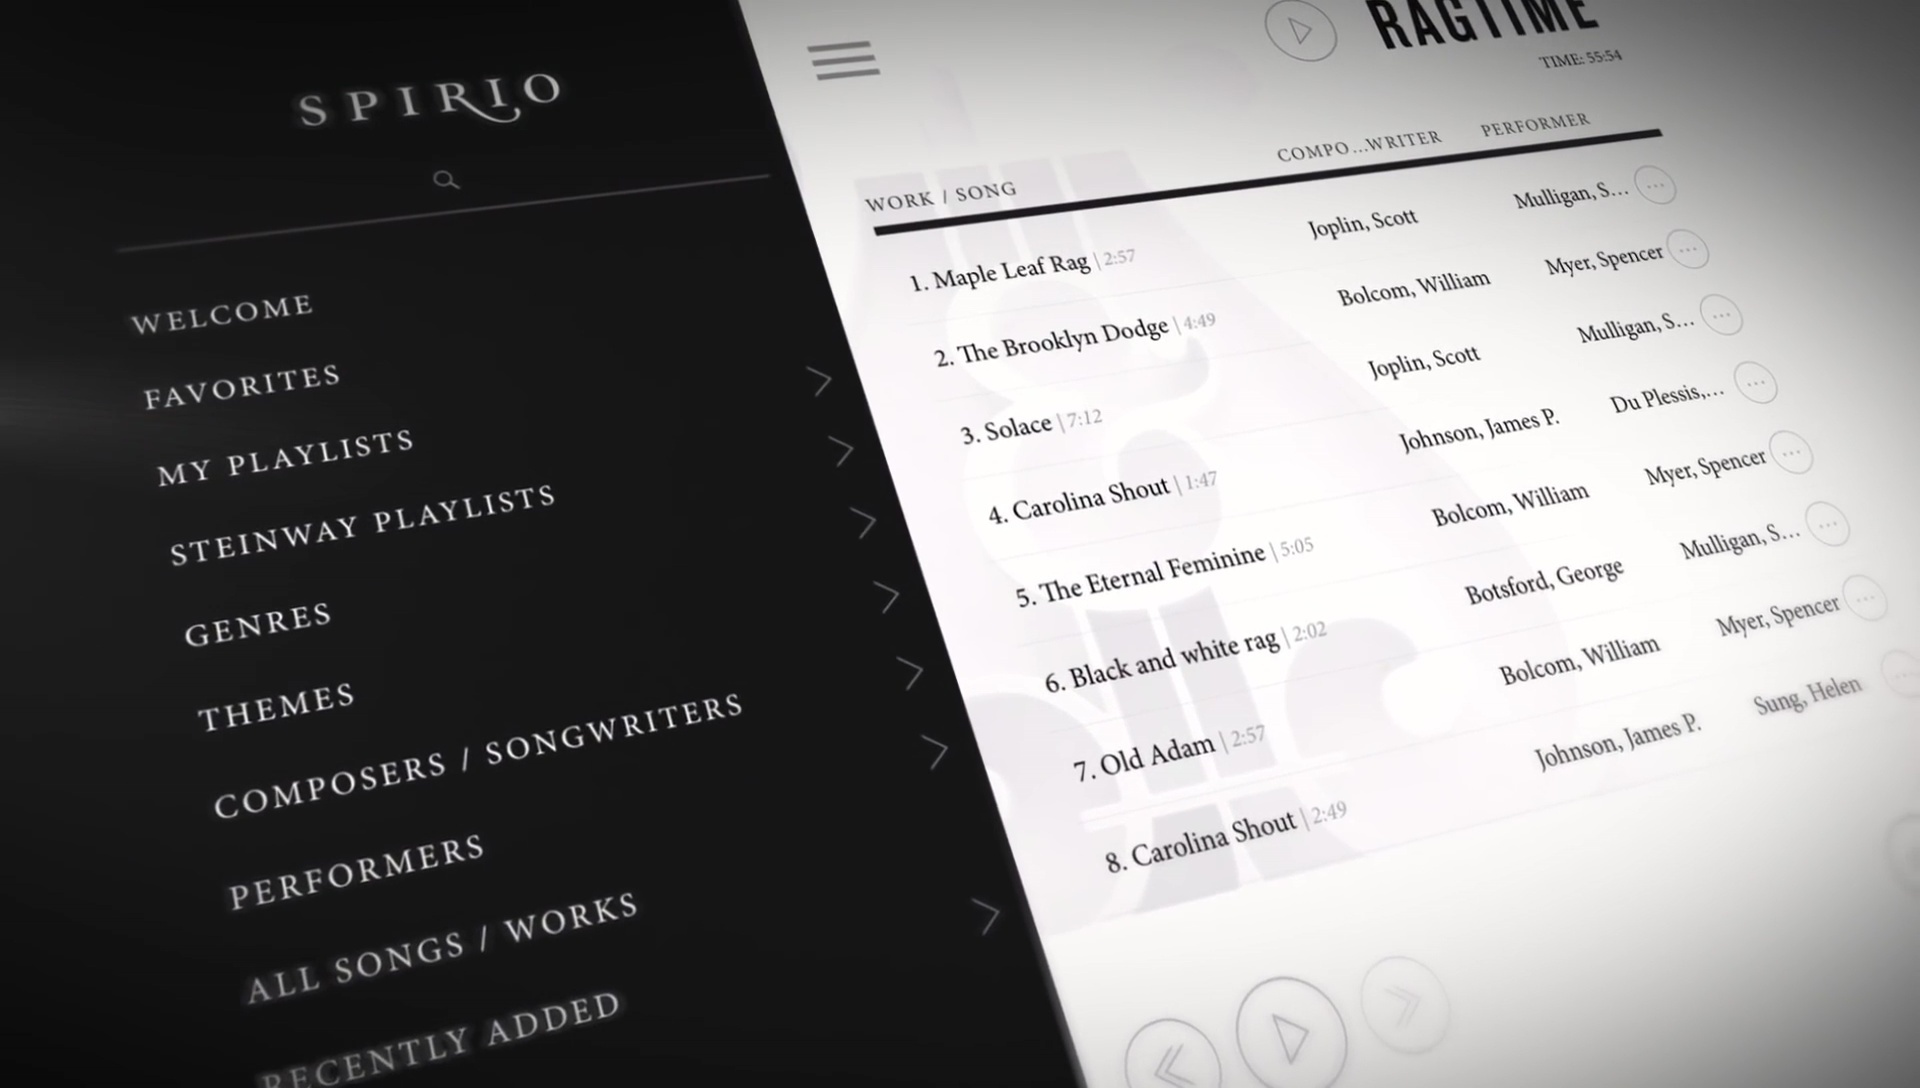 SPIRIO
WELCOME
FAVORITES
MY PLAYLISTS
STEINWAY PLAYLISTS
GENRES
THEMES
COMPOSERS / SONGWRITERS
PERFORMERS
ALL SONGS / WORKS
RECENTLY ADDED
RAGTIME
TIME: 55:54
WORK / SONG COMPO...WRITER PERFORMER
1. Maple Leaf Rag | 2:57 Joplin, Scott Mulligan, S...
2. The Brooklyn Dodge | 4:49 Bolcom, William Myer, Spencer
3. Solace | 7:12 Joplin, Scott Mulligan, S...
4. Carolina Shout | 1:47 Johnson, James P. Du Plessis,...
5. The Eternal Feminine | 5:05 Bolcom, William Myer, Spencer
6. Black and white rag | 2:02 Botsford, George Mulligan, S...
7. Old Adam | 2:57 Bolcom, William Myer, Spencer
8. Carolina Shout | 2:49 Johnson, James P. Sung, Helen